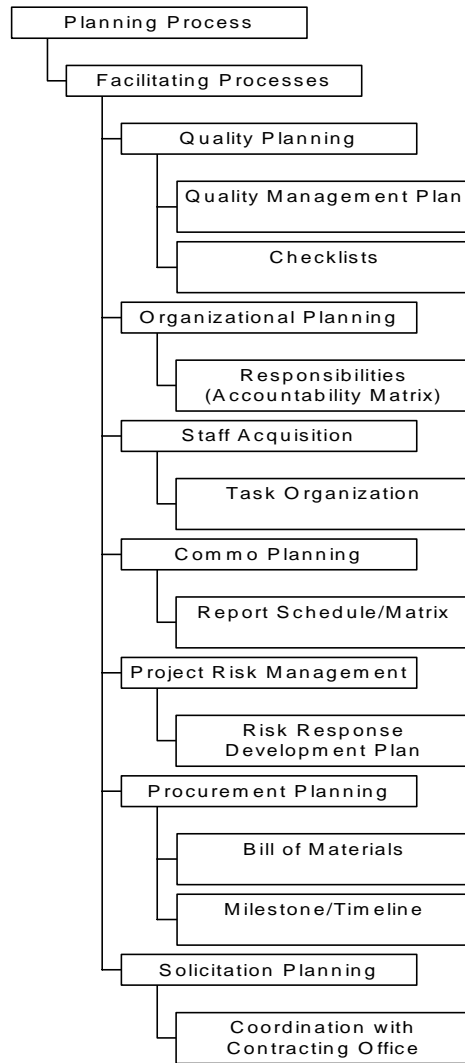 Planning Process
Facilitating Processes
Quality Planning
Quality Management Plan
Checklists
Organizational Planning
Responsibilities
(Accountability Matrix)
Staff Acquisition
Task Organization
Commo Planning
Report Schedule/Matrix
Project Risk Management
Risk Response
Development Plan
Procurement Planning
Bill of Materials
Milestone/Timeline
Solicitation Planning
Coordination with
Contracting Office